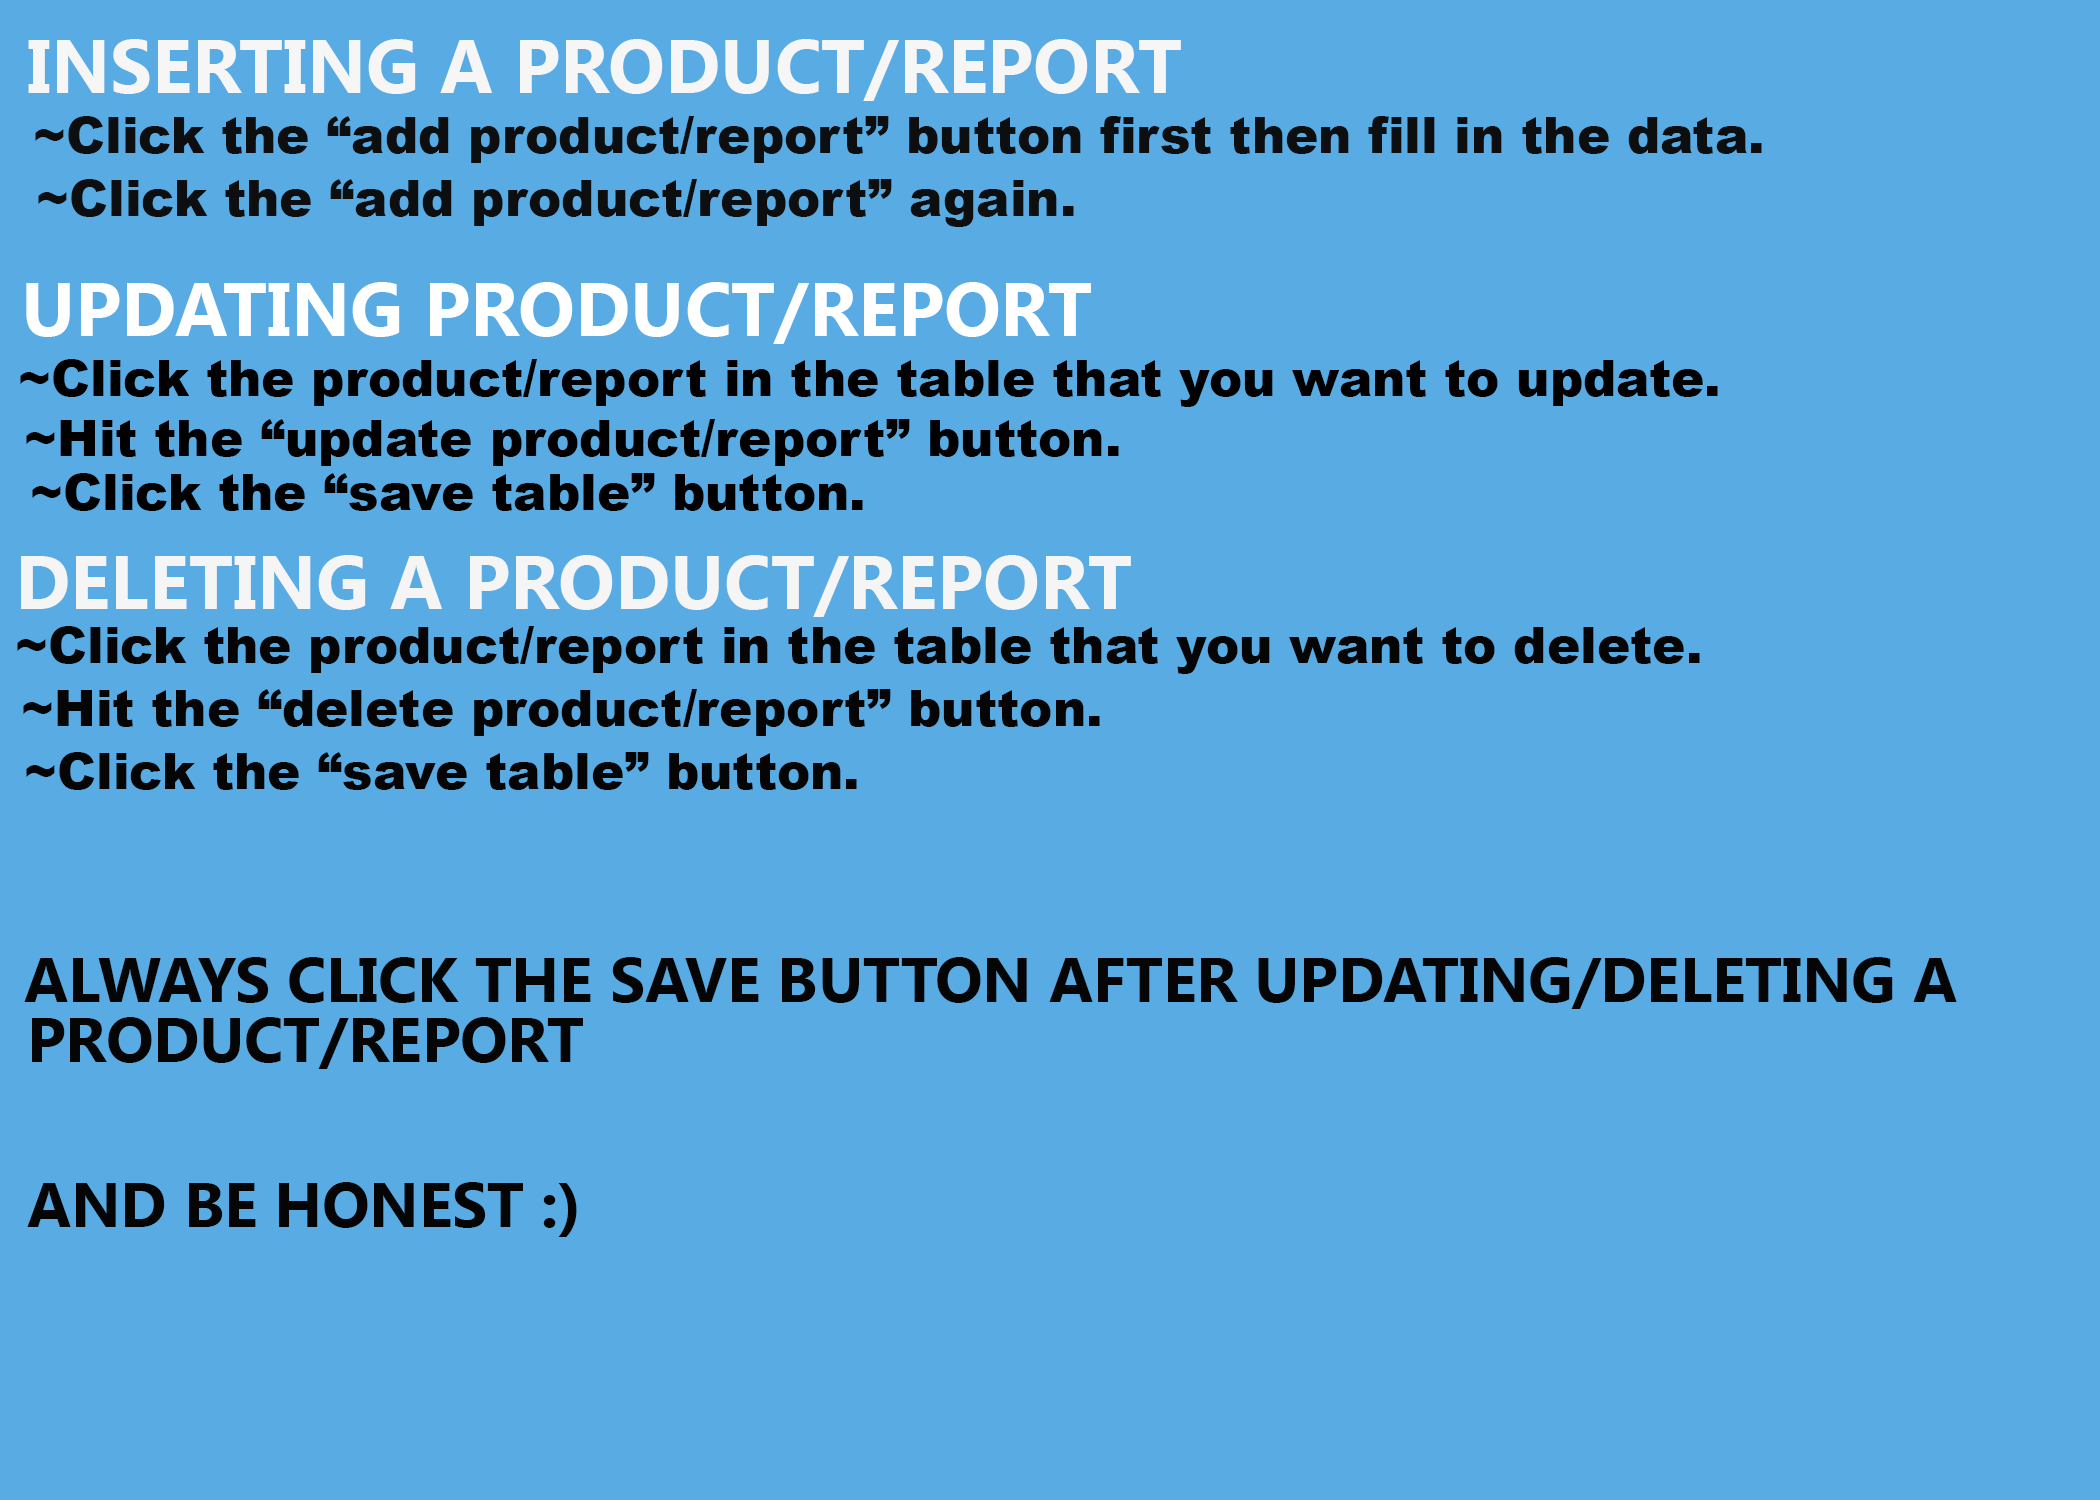 INSERTING A PRODUCT/REPORT
~Click the “add product/report” button first then fill in the data.
~Click the “add product/report” again.
UPDATING PRODUCT/REPORT
~Click the product/report in the table that you want to update.
~Hit the “update product/report” button.
~Click the “save table” button.
DELETING A PRODUCT/REPORT
~Click the product/report in the table that you want to delete.
~Hit the “delete product/report” button.
~Click the “save table” button.
ALWAYS CLICK THE SAVE BUTTON AFTER UPDATING/DELETING A
PRODUCT/REPORT
AND BE HONEST :)